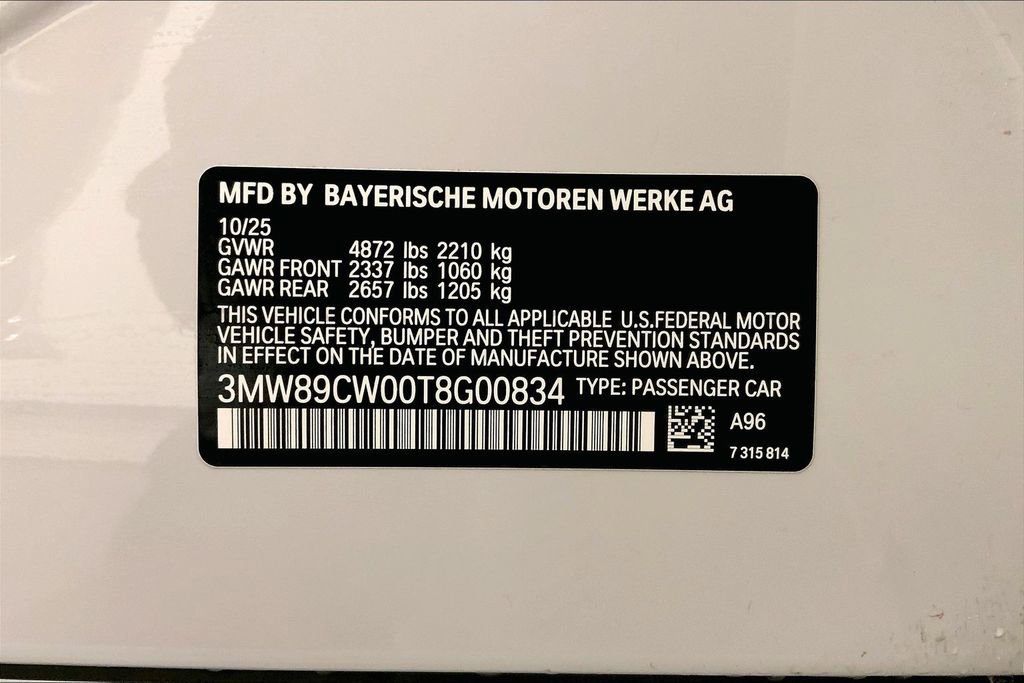 MFD BY BAYERISCHE MOTOREN WERKE AG
10/25
GVWR 4872 lbs 2210 kg
GAWR FRONT 2337 lbs 1060 kg
GAWR REAR 2657 lbs 1205 kg
THIS VEHICLE CONFORMS TO ALL APPLICABLE U.S.FEDERAL MOTOR
VEHICLE SAFETY, BUMPER AND THEFT PREVENTION STANDARDS
IN EFFECT ON THE DATE OF MANUFACTURE SHOWN ABOVE.
3MW89CW00T8G00834 TYPE: PASSENGER CAR
A96
7 315 814